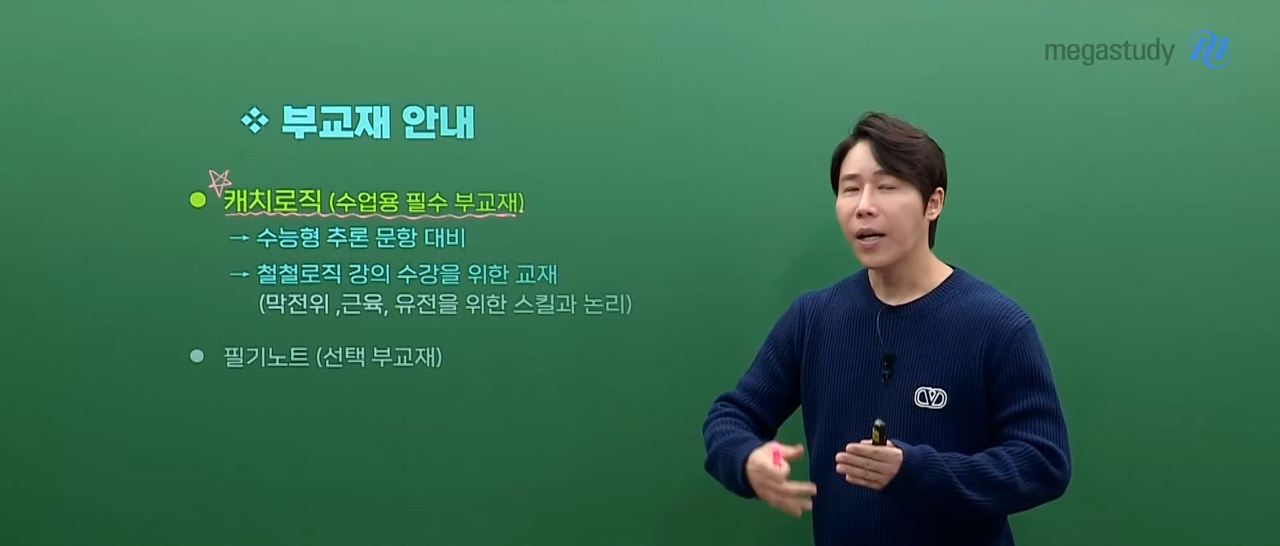 megastudy
부교재 안내
캐치로직 (수업용 필수 부교재)
→ 수능형 추론 문항 대비
→ 철철로직 강의 수강을 위한 교재
(막전위 ,근육, 유전을 위한 스킬과 논리)
필기노트 (선택 부교재)